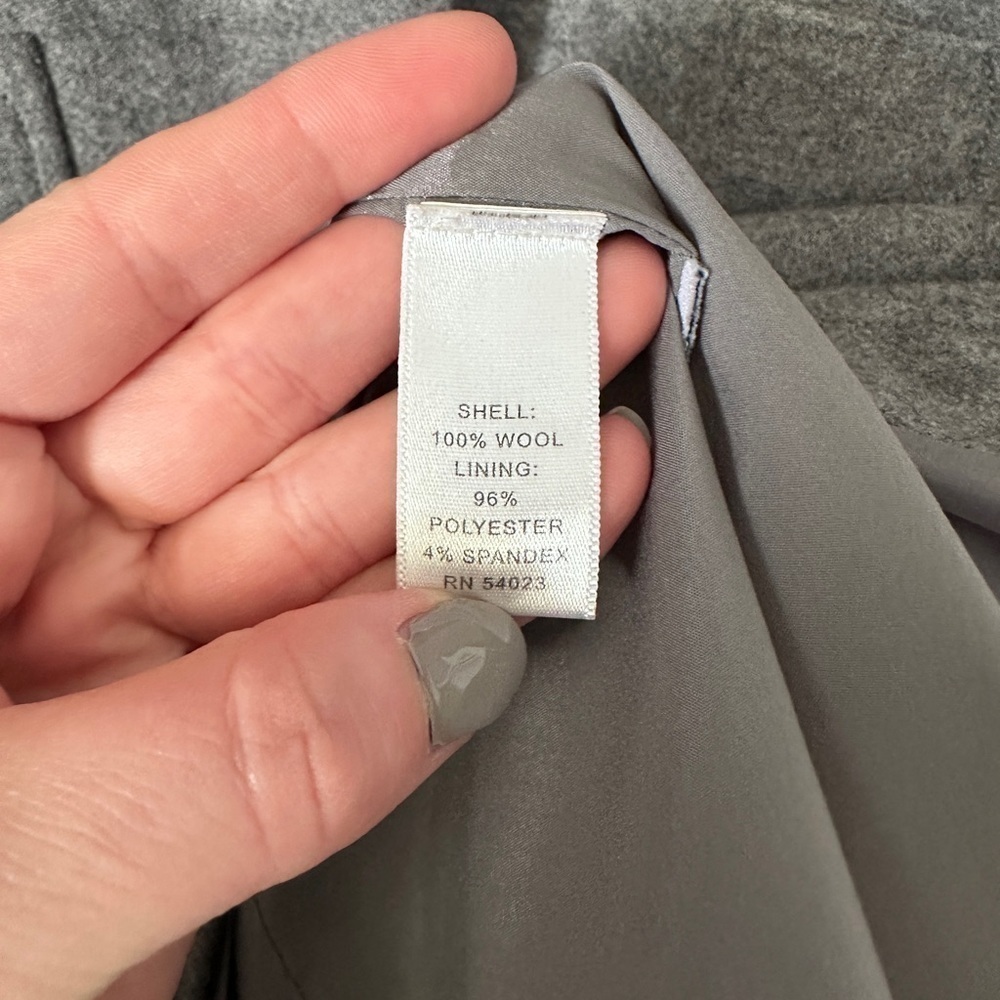 SHELL:
100% WOOL
LINING:
96%
POLYESTER
4% SPANDEX
RN 54023